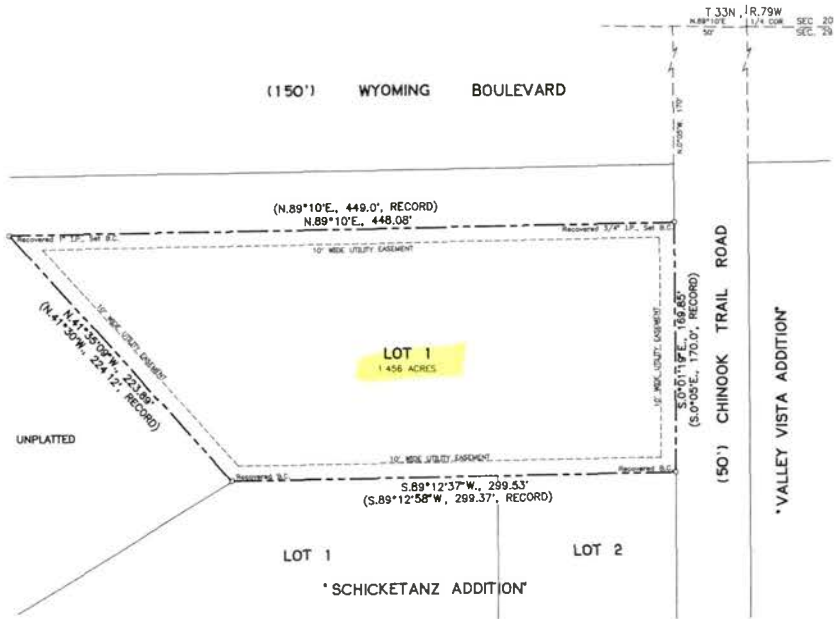 T 33N , R.79W
N.89°10'E
1/4 COR
SEC 20
50'
SEC. 29
(150') WYOMING BOULEVARD
N.0°05'W, 170'
(N.89°10'E., 449.0', RECORD)
N.89°10'E., 448.08'
Recovered 1" I.P., Set B.C.
Recovered 3/4" I.P., Set B.C.
10' WIDE UTILITY EASEMENT
10' WIDE UTILITY EASEMENT
N.41°35'09"W., 223.89'
(N.41°30'W., 224.12', RECORD)
LOT 1
1.456 ACRES
10' WIDE UTILITY EASEMENT
S.0°01'19"E., 169.85'
(S.0°05'E., 170.0', RECORD)
(50') CHINOOK TRAIL ROAD
"VALLEY VISTA ADDITION"
UNPLATTED
10' WIDE UTILITY EASEMENT
Recovered B.C.
Recovered B.C.
S.89°12'37"W., 299.53'
(S.89°12'58"W, 299.37', RECORD)
LOT 1
LOT 2
"SCHICKETANZ ADDITION"